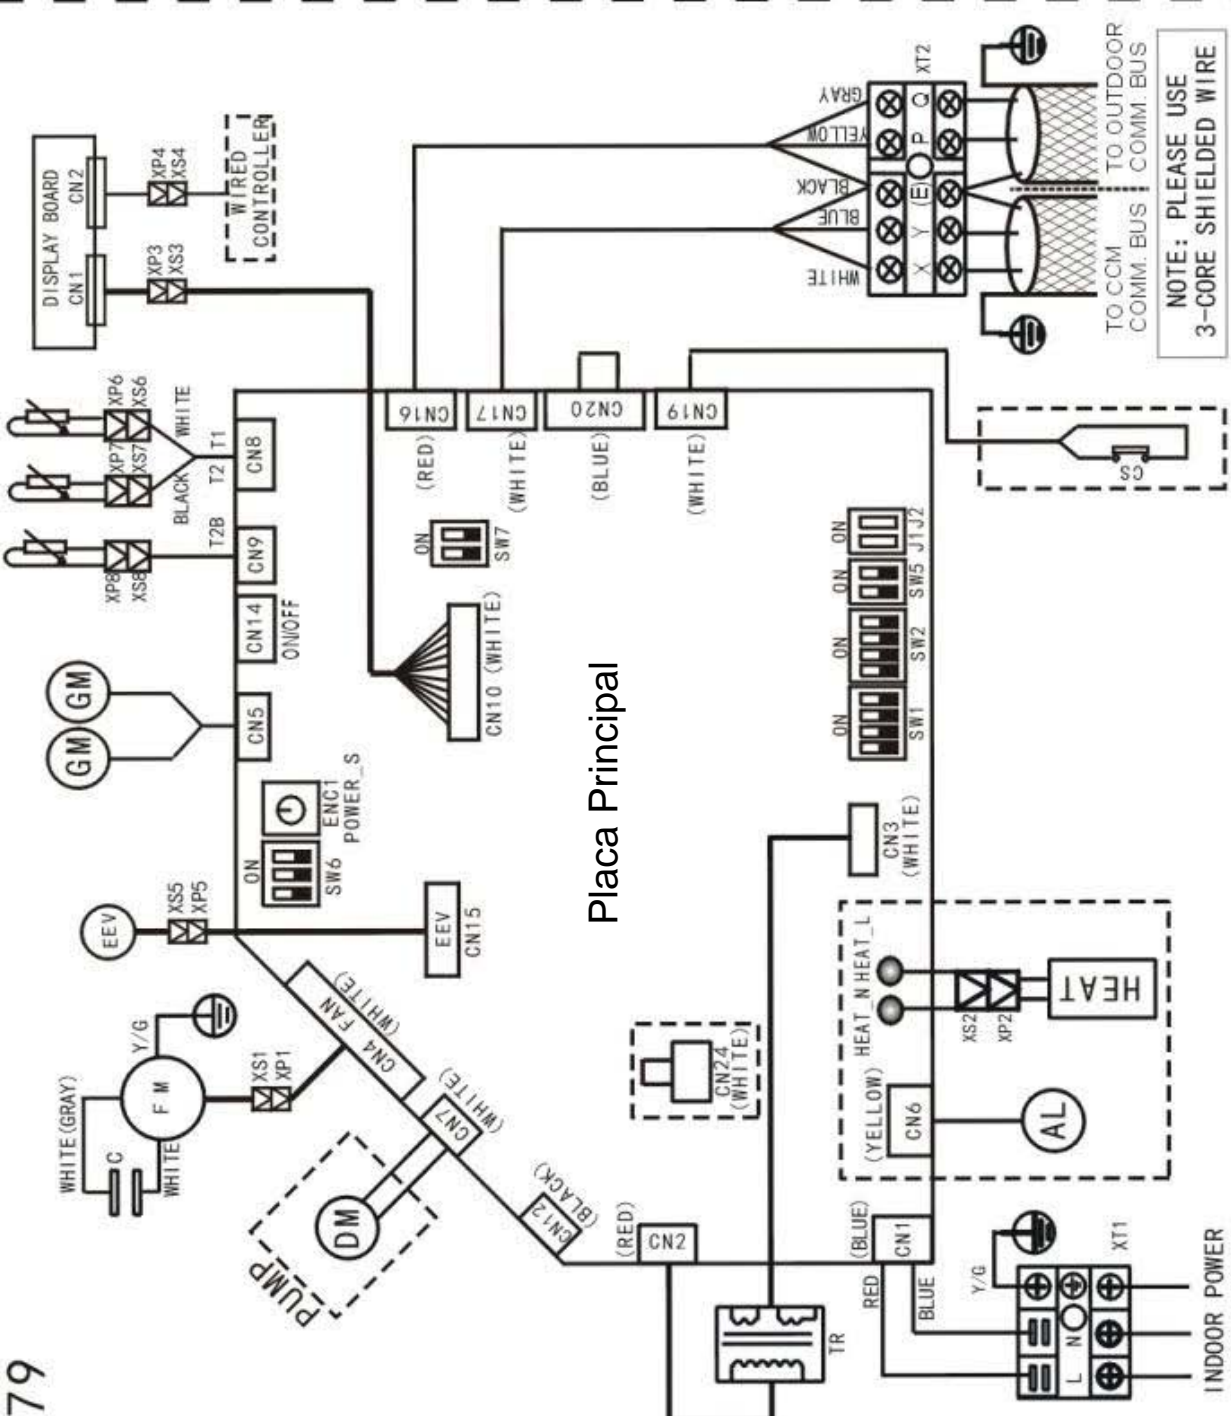 79
DISPLAY BOARD
CN1
CN2
XP4
XS4
XP3
XS3
WIRED
CONTROLLER
XP6
XS6
XP7
XS7
XP8
XS8
WHITE
BLACK
T1
T2
T2B
CN8
CN9
CN14
ON/OFF
GM
GM
CN5
ENC1
POWER_S
ON
SW6
EEV
XS5
XP5
EEV
CN15
Y/G
WHITE(GRAY)
C
WHITE
FM
XS1
XP1
CN4 FAN
(WHITE)
PUMP
DM
CN7
(WHITE)
CN12
(BLACK)
(RED)
CN2
TR
CN16
(RED)
CN17
(WHITE)
CN20
(BLUE)
CN19
(WHITE)
ON
SW7
CN10 (WHITE)
Placa Principal
ON
J1J2
ON
SW5
ON
SW2
ON
SW1
CN3
(WHITE)
CN24
(WHITE)
HEAT_N
HEAT_L
XS2
XP2
HEAT
(YELLOW)
CN6
AL
(BLUE)
CN1
RED
BLUE
Y/G
XT1
L
N
INDOOR POWER
GRAY
YELLOW
BLACK
BLUE
WHITE
XT2
X Y (E) P Q
TO OUTDOOR
COMM. BUS
TO CCM
COMM. BUS
NOTE: PLEASE USE
3-CORE SHIELDED WIRE
CS